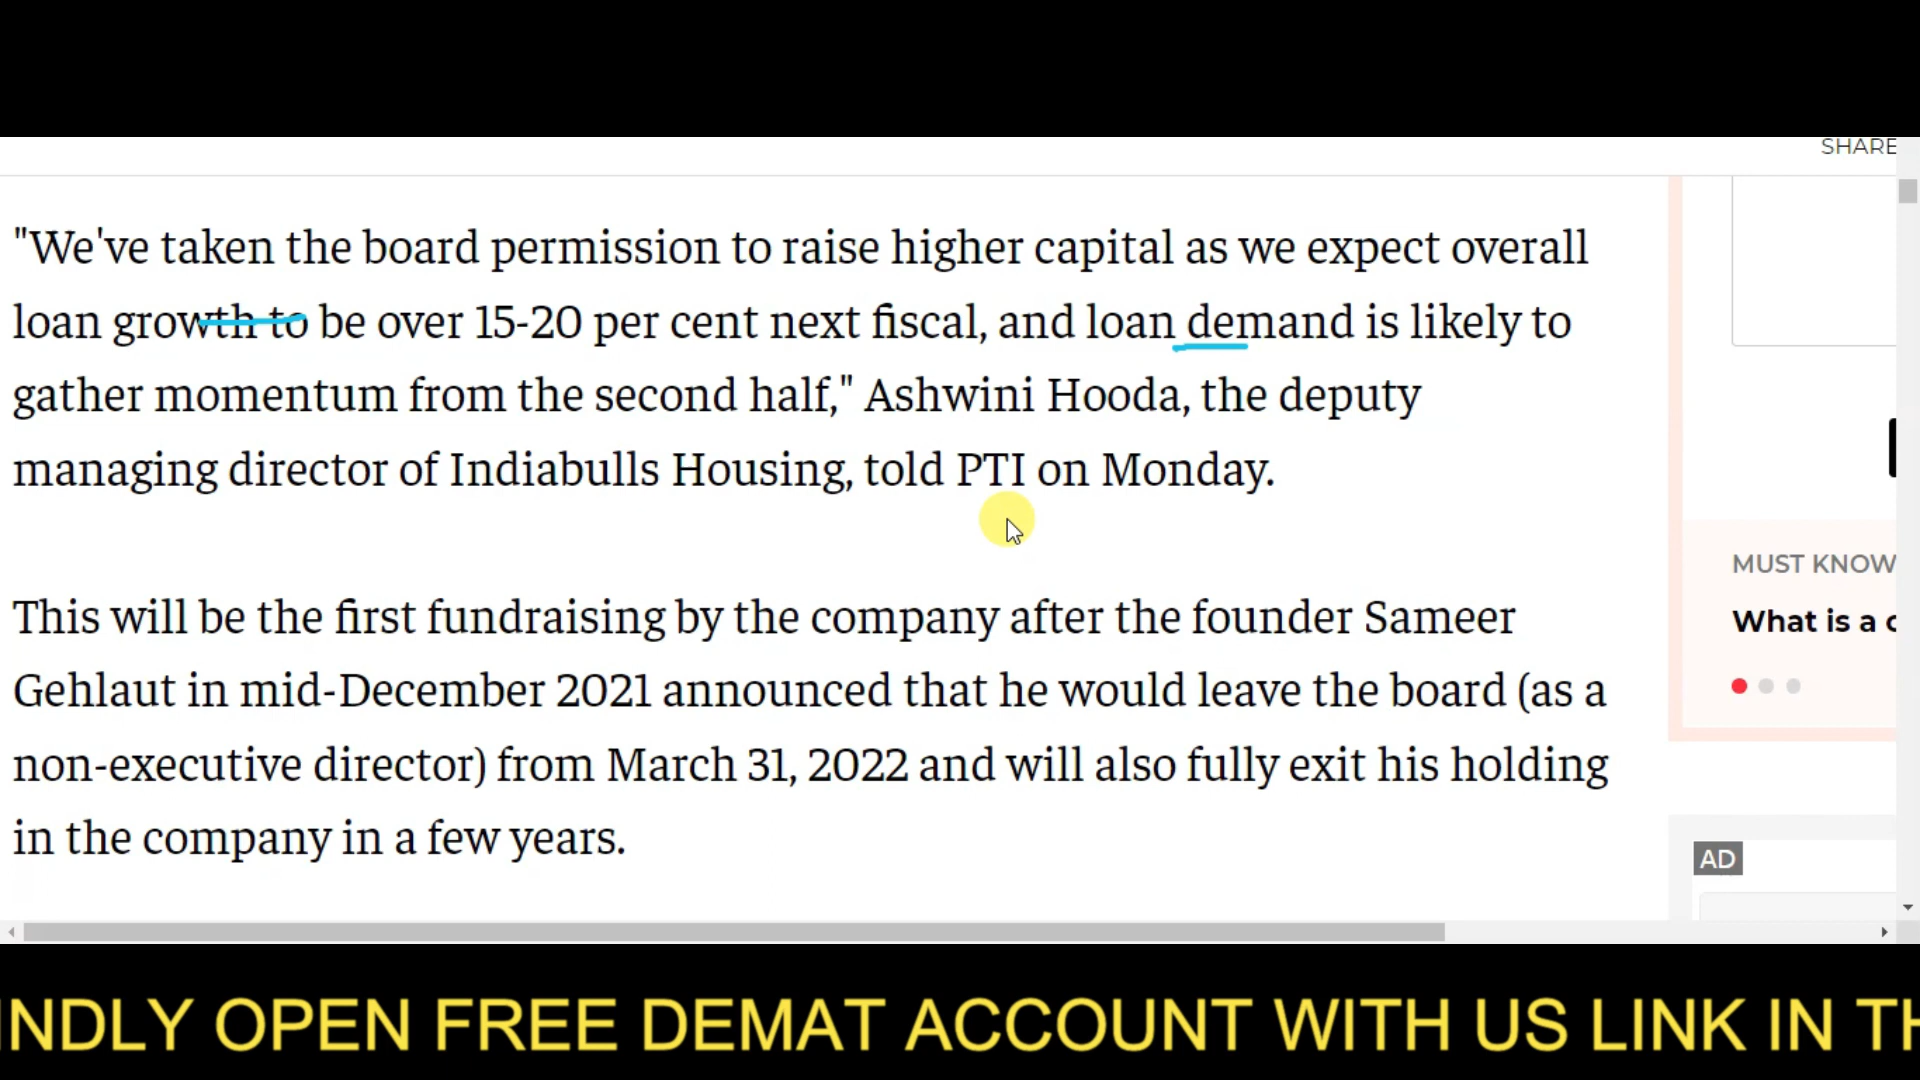 SHARE
"We've taken the board permission to raise higher capital as we expect overall
loan growth to be over 15-20 per cent next fiscal, and loan demand is likely to
gather momentum from the second half," Ashwini Hooda, the deputy
managing director of Indiabulls Housing, told PTI on Monday.
This will be the first fundraising by the company after the founder Sameer
Gehlaut in mid-December 2021 announced that he would leave the board (as a
non-executive director) from March 31, 2022 and will also fully exit his holding
in the company in a few years.
MUST KNOW
What is a
AD
OPEN FREE DEMAT ACCOUNT WITH US LINK IN